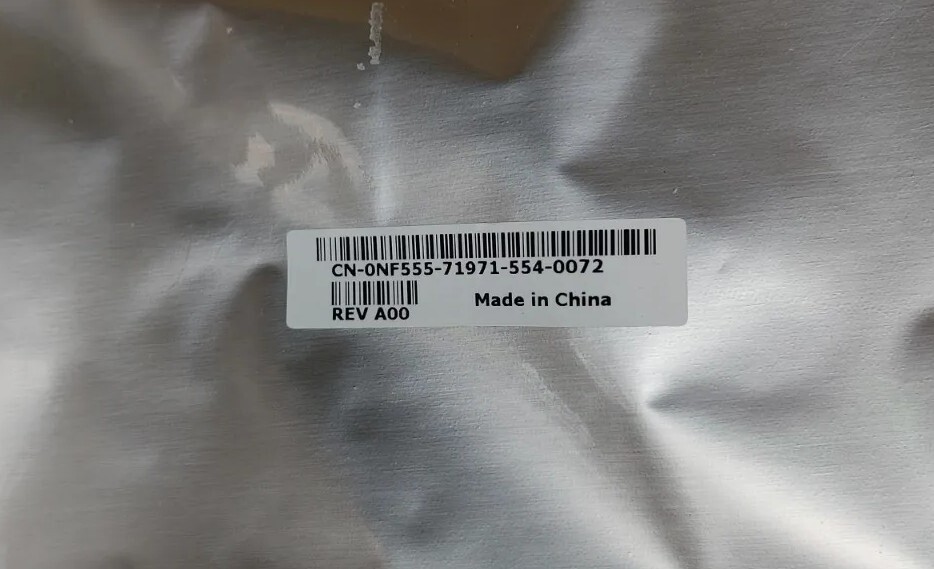 CN-0NF555-71971-554-0072
REV A00
Made in China